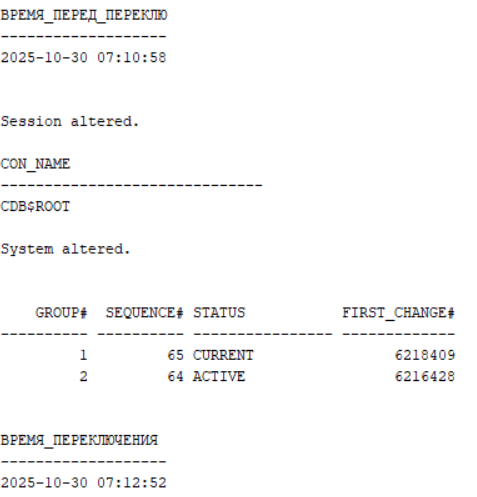 ВРЕМЯ_ПЕРЕД_ПЕРЕКЛЮ
-------------------
2025-10-30 07:10:58
Session altered.
CON_NAME
------------------------------
CDB$ROOT
System altered.
    GROUP#  SEQUENCE# STATUS           FIRST_CHANGE#
---------- ---------- ---------------- -------------
         1         65 CURRENT                6218409
         2         64 ACTIVE                 6216428
ВРЕМЯ_ПЕРЕКЛЮЧЕНИЯ
-------------------
2025-10-30 07:12:52